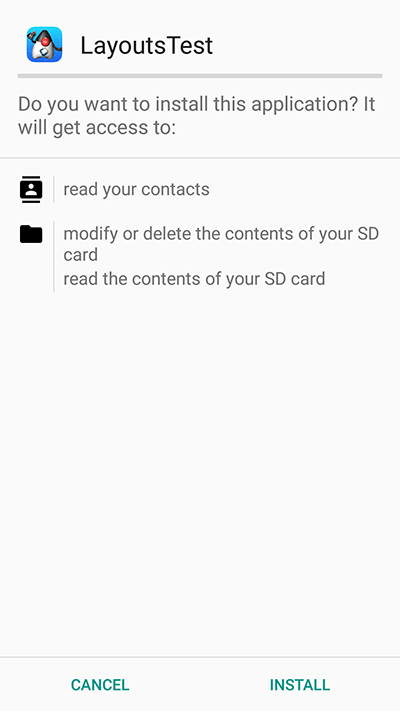 LayoutsTest
Do you want to install this application? It
will get access to:
read your contacts
modify or delete the contents of your SD
card
read the contents of your SD card
CANCEL
INSTALL